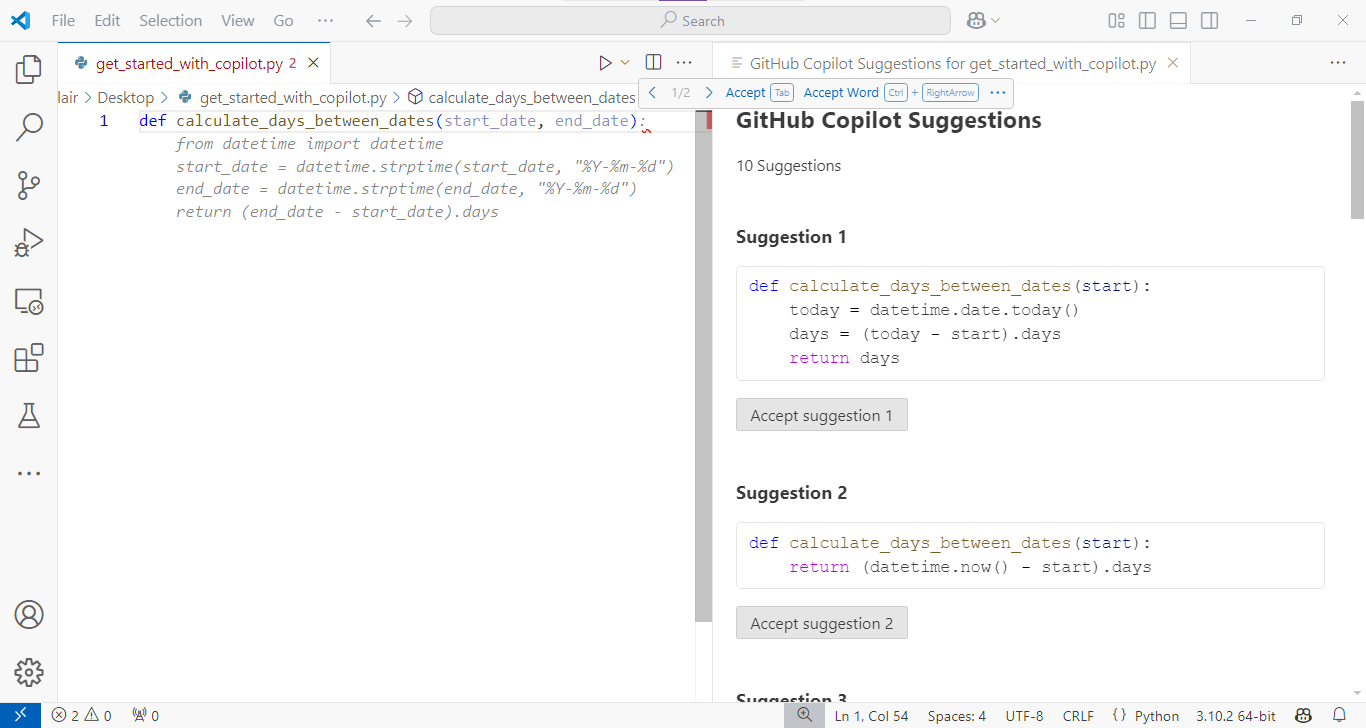 File Edit Selection View Go ··· Search
get_started_with_copilot.py 2
GitHub Copilot Suggestions for get_started_with_copilot.py
lair > Desktop > get_started_with_copilot.py > calculate_days_between_dates
1/2 Accept Tab Accept Word Ctrl + RightArrow ···
1 def calculate_days_between_dates(start_date, end_date):
from datetime import datetime
start_date = datetime.strptime(start_date, "%Y-%m-%d")
end_date = datetime.strptime(end_date, "%Y-%m-%d")
return (end_date - start_date).days
GitHub Copilot Suggestions
10 Suggestions
Suggestion 1
def calculate_days_between_dates(start):
today = datetime.date.today()
days = (today - start).days
return days
Accept suggestion 1
Suggestion 2
def calculate_days_between_dates(start):
return (datetime.now() - start).days
Accept suggestion 2
Suggestion 3
2 0 0 Ln 1, Col 54 Spaces: 4 UTF-8 CRLF {} Python 3.10.2 64-bit